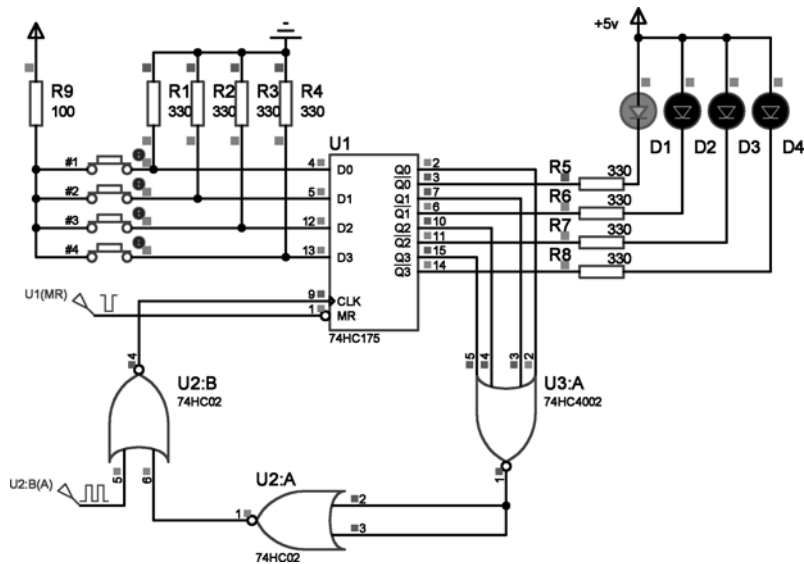 +5v
R9
100
R1
330
R2
330
R3
330
R4
330
U1
D1
D2
D3
D4
#1
#2
#3
#4
4
5
12
13
D0
D1
D2
D3
Q0
Q0
Q1
Q1
Q2
Q2
Q3
Q3
2
3
7
6
10
11
15
14
R5
330
R6
330
R7
330
R8
330
U1(MR)
9
CLK
1
MR
74HC175
5
4
3
2
U3:A
74HC4002
1
4
U2:B
74HC02
5
6
U2:B(A)
U2:A
1
2
3
74HC02